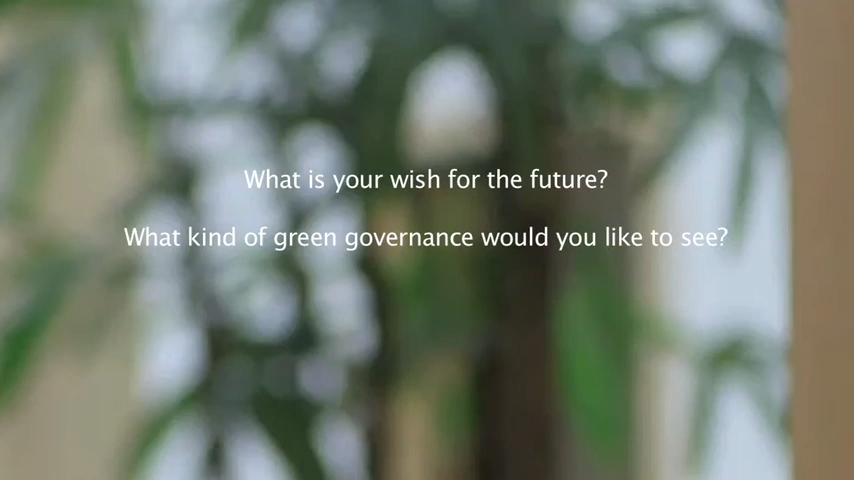 What is your wish for the future?
What kind of green governance would you like to see?